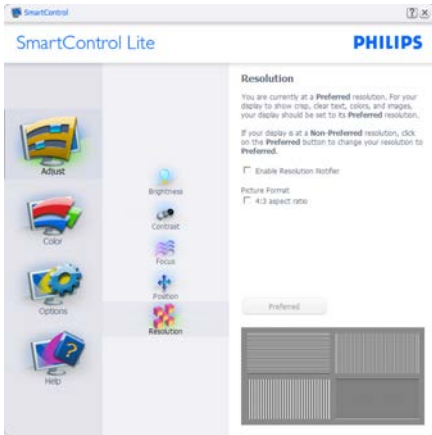 SmartControl
SmartControl Lite
PHILIPS
Resolution
You are currently at a Preferred resolution. For your
display to show crisp, clear text, colors, and images,
your display should be set to its Preferred resolution.
If your display is at a Non-Preferred resolution, click
on the Preferred button to change your resolution to
Preferred.
Enable Resolution Notifier
Picture Format
4:3 aspect ratio
Preferred
Adjust
Color
Options
Help
Brightness
Contrast
Focus
Position
Resolution